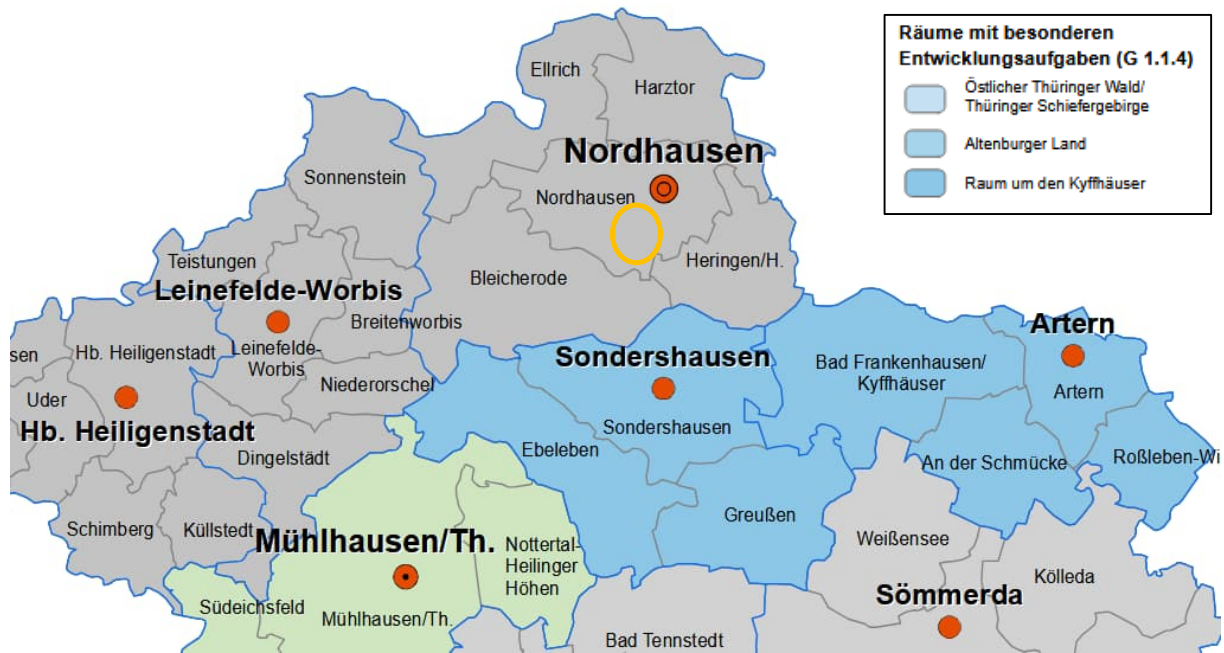 Räume mit besonderen
Entwicklungsaufgaben (G 1.1.4)
Östlicher Thüringer Wald/
Thüringer Schiefergebirge
Altenburger Land
Raum um den Kyffhäuser
Ellrich
Harztor
Nordhausen
Sonnenstein
Nordhausen
Teistungen
Heringen/H.
Bleicherode
Leinefelde-Worbis
Breitenworbis
Artern
Hb. Heiligenstadt
Leinefelde-
Worbis
Sondershausen
Bad Frankenhausen/
Kyffhäuser
sen
Niederorschel
Artern
Uder
Hb. Heiligenstadt
Sondershausen
Ebeleben
Dingelstädt
An der Schmücke
Roßleben-Wi
Schimberg
Küllstedt
Greußen
Mühlhausen/Th.
Nottertal-
Heilinger
Höhen
Weißensee
Kölleda
Sömmerda
Südeichsfeld
Mühlhausen/Th.
Bad Tennstedt